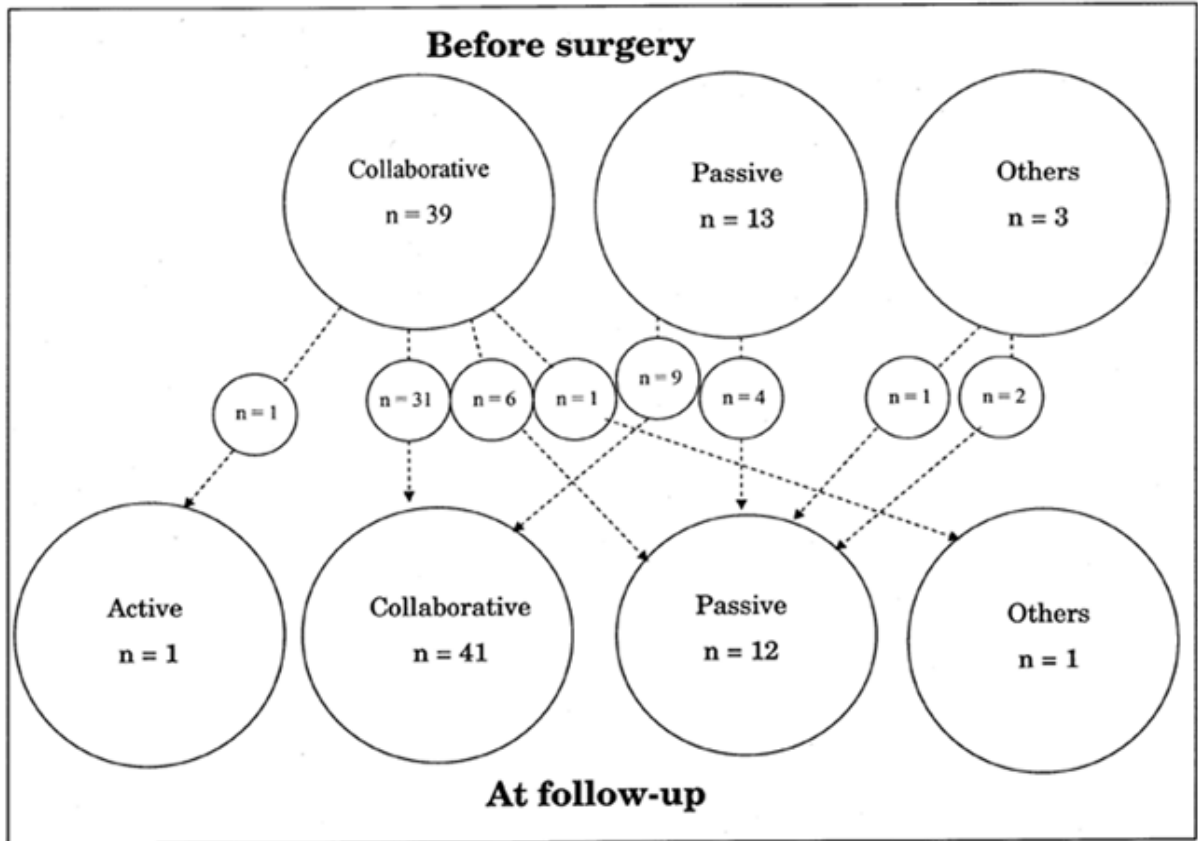 Before surgery
Collaborative
n = 39
Passive
n = 13
Others
n = 3
n = 1
n = 31
n = 6
n = 1
n = 9
n = 4
n = 1
n = 2
Active
n = 1
Collaborative
n = 41
Passive
n = 12
Others
n = 1
At follow-up